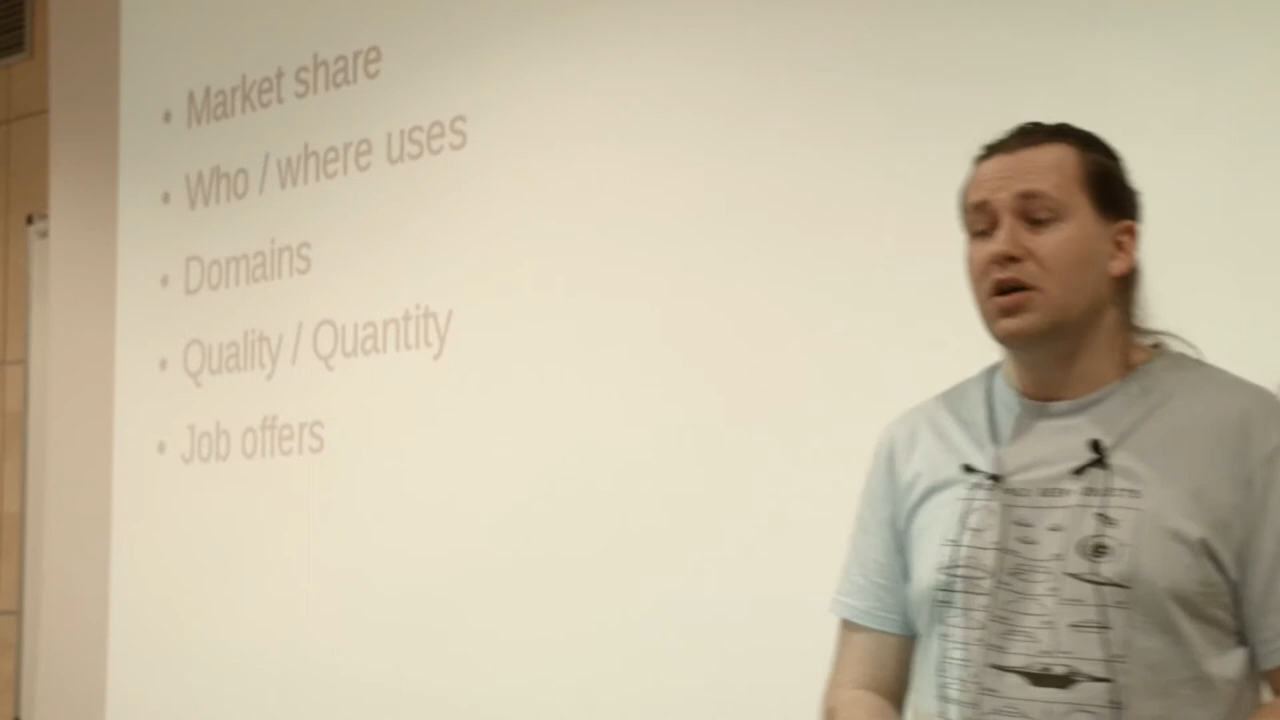 • Market share
• Who / where uses
• Domains
• Quality / Quantity
• Job offers